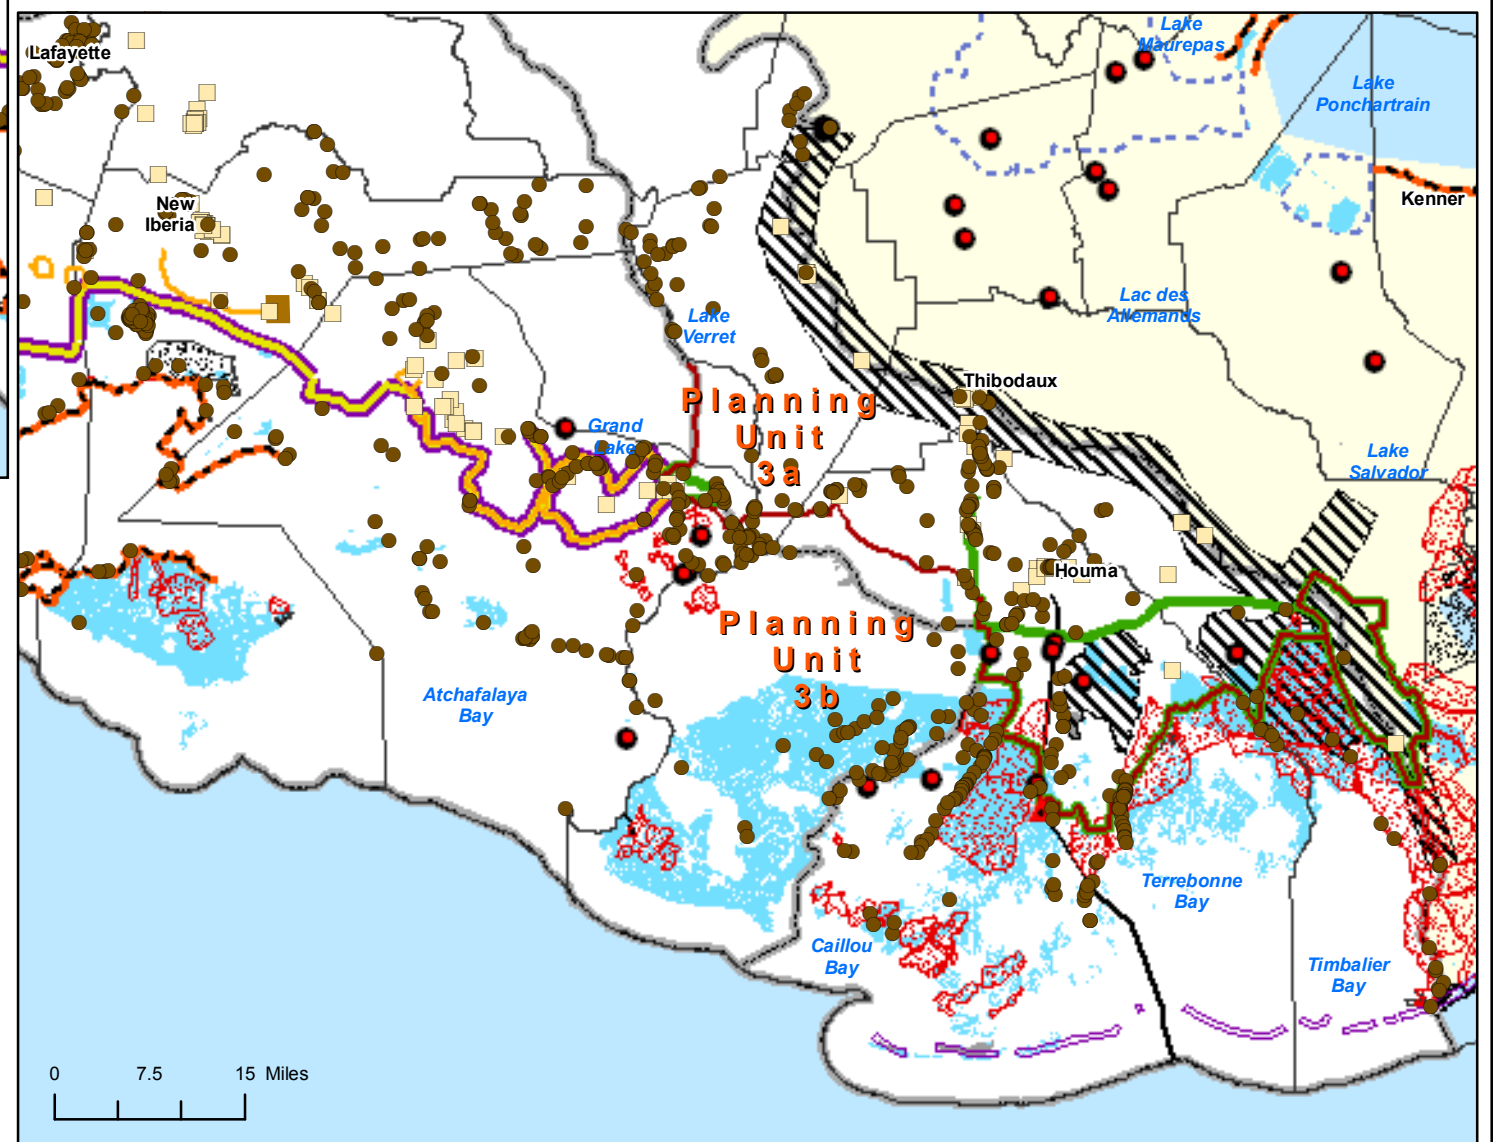 Lake
Maurepas
Lafayette
Lake
Ponchartrain
New
Iberia
Kenner
Lac des
Allemands
Lake
Verret
Thibodaux
Planning
Unit
3a
Grand
Lake
Lake
Salvador
Houma
Planning
Unit
3b
Atchafalaya
Bay
Terrebonne
Bay
Caillou
Bay
Timbalier
Bay
0 7.5 15 Miles